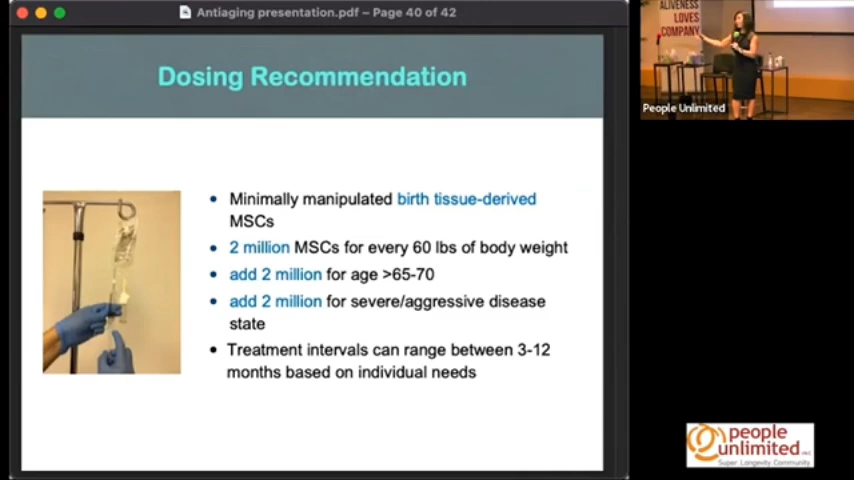 Antiaging presentation.pdf – Page 40 of 42
Dosing Recommendation
• Minimally manipulated birth tissue-derived
MSCs
• 2 million MSCs for every 60 lbs of body weight
• add 2 million for age >65-70
• add 2 million for severe/aggressive disease
state
• Treatment intervals can range between 3-12
months based on individual needs
ALIVENESS
LOVES
COMPANY
People Unlimited
people
unlimited INC
Super Longevity Community